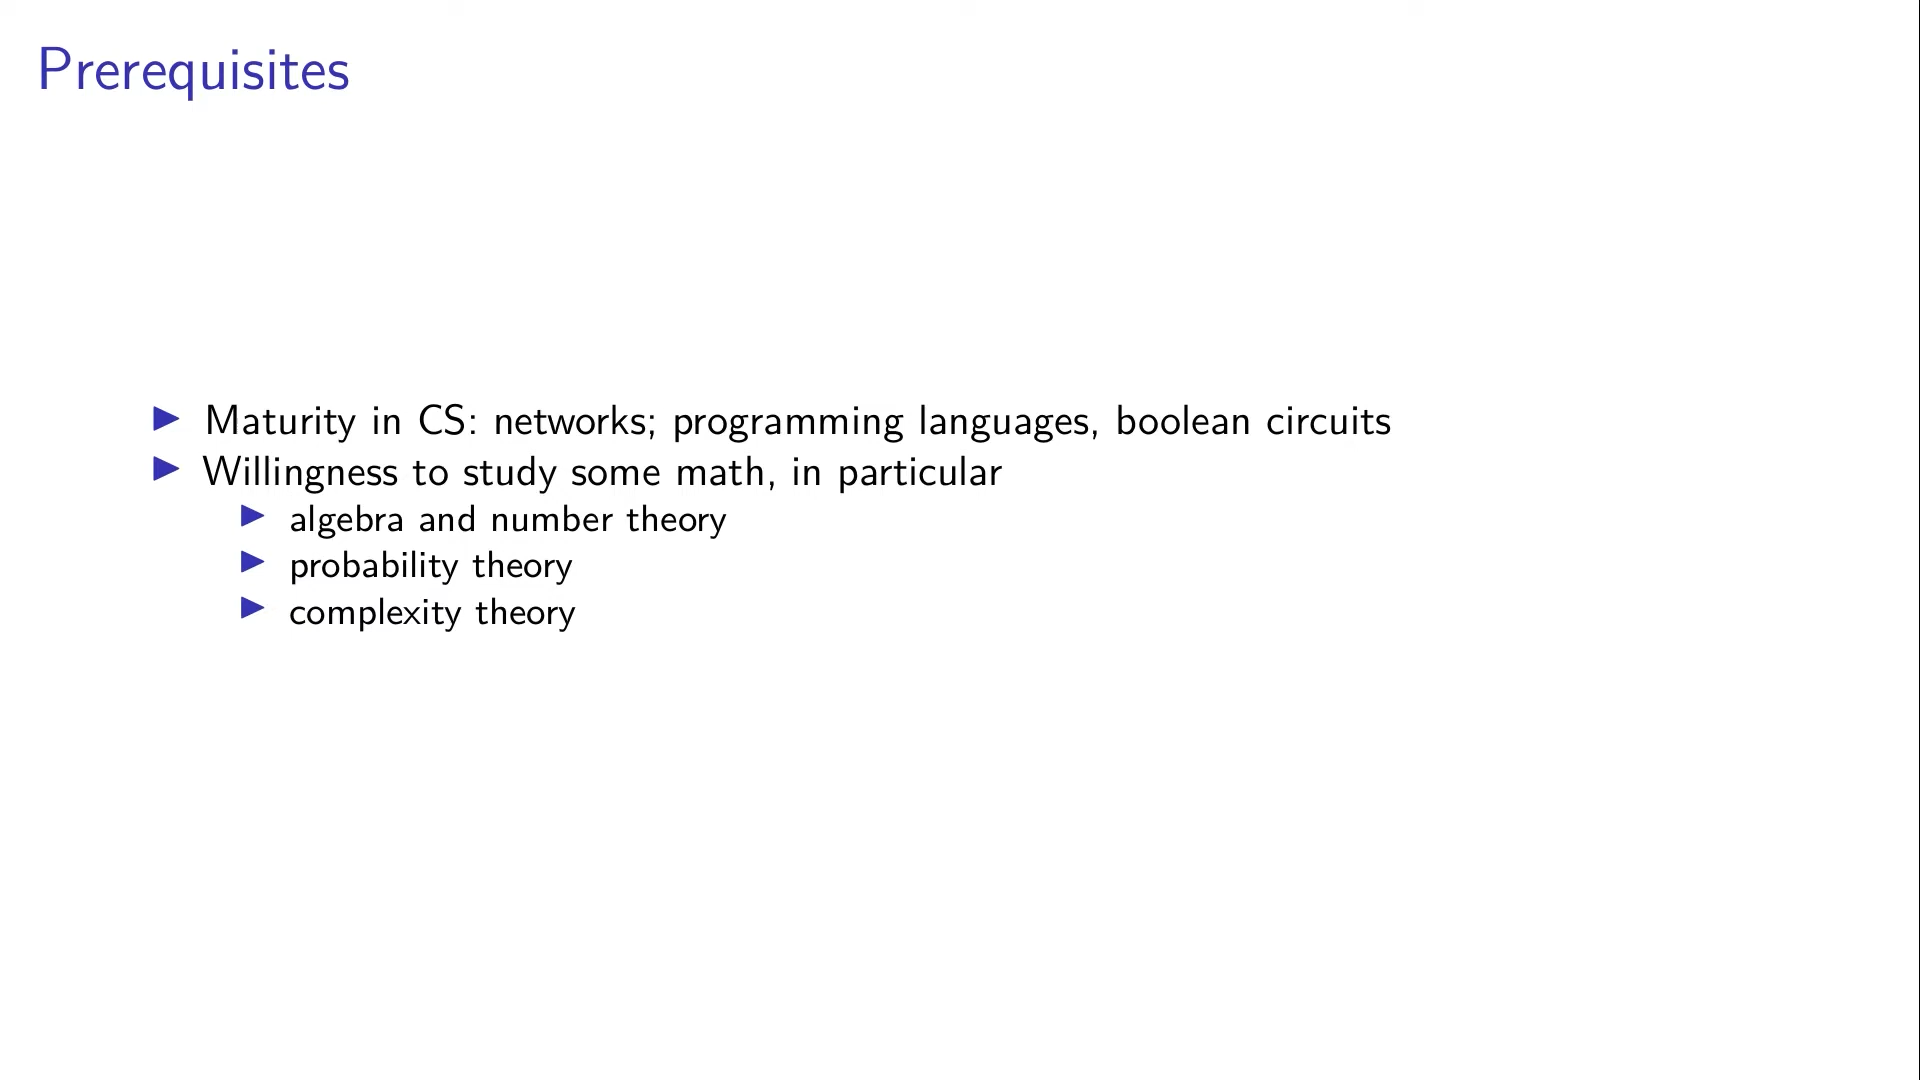 Prerequisites
Maturity in CS: networks; programming languages, boolean circuits
Willingness to study some math, in particular
algebra and number theory
probability theory
complexity theory